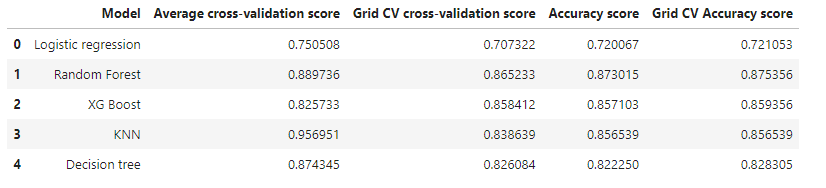 Model Average cross-validation score Grid CV cross-validation score Accuracy score Grid CV Accuracy score
0 Logistic regression 0.750508 0.707322 0.720067 0.721053
1 Random Forest 0.889736 0.865233 0.873015 0.875356
2 XG Boost 0.825733 0.858412 0.857103 0.859356
3 KNN 0.956951 0.838639 0.856539 0.856539
4 Decision tree 0.874345 0.826084 0.822250 0.828305